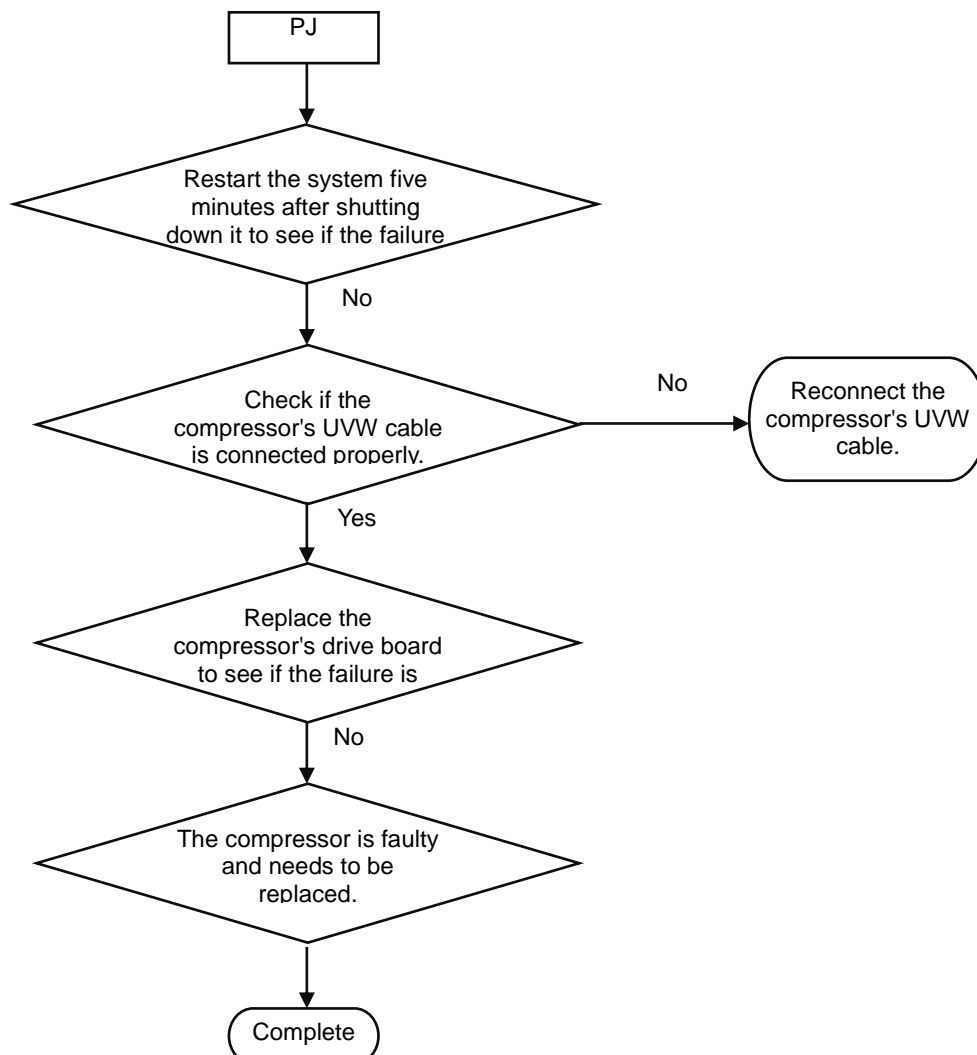 PJ
Restart the system five
minutes after shutting
down it to see if the failure
No
Check if the
compressor's UVW cable
is connected properly.
No
Reconnect the
compressor's UVW
cable.
Yes
Replace the
compressor's drive board
to see if the failure is
No
The compressor is faulty
and needs to be
replaced.
Complete